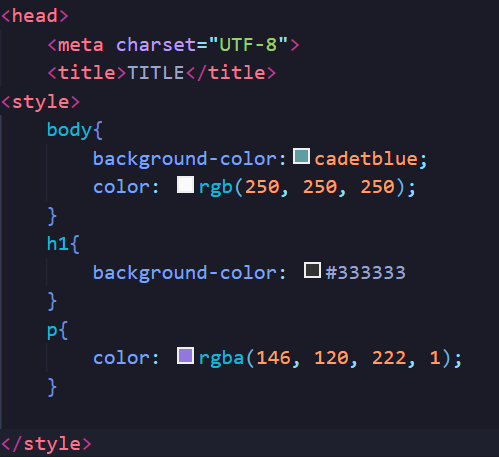 <head>
    <meta charset="UTF-8">
    <title>TITLE</title>
<style>
    body{
        background-color:cadetblue;
        color: rgb(250, 250, 250);
    }
    h1{
        background-color: #333333
    }
    p{
        color: rgba(146, 120, 222, 1);
    }
</style>